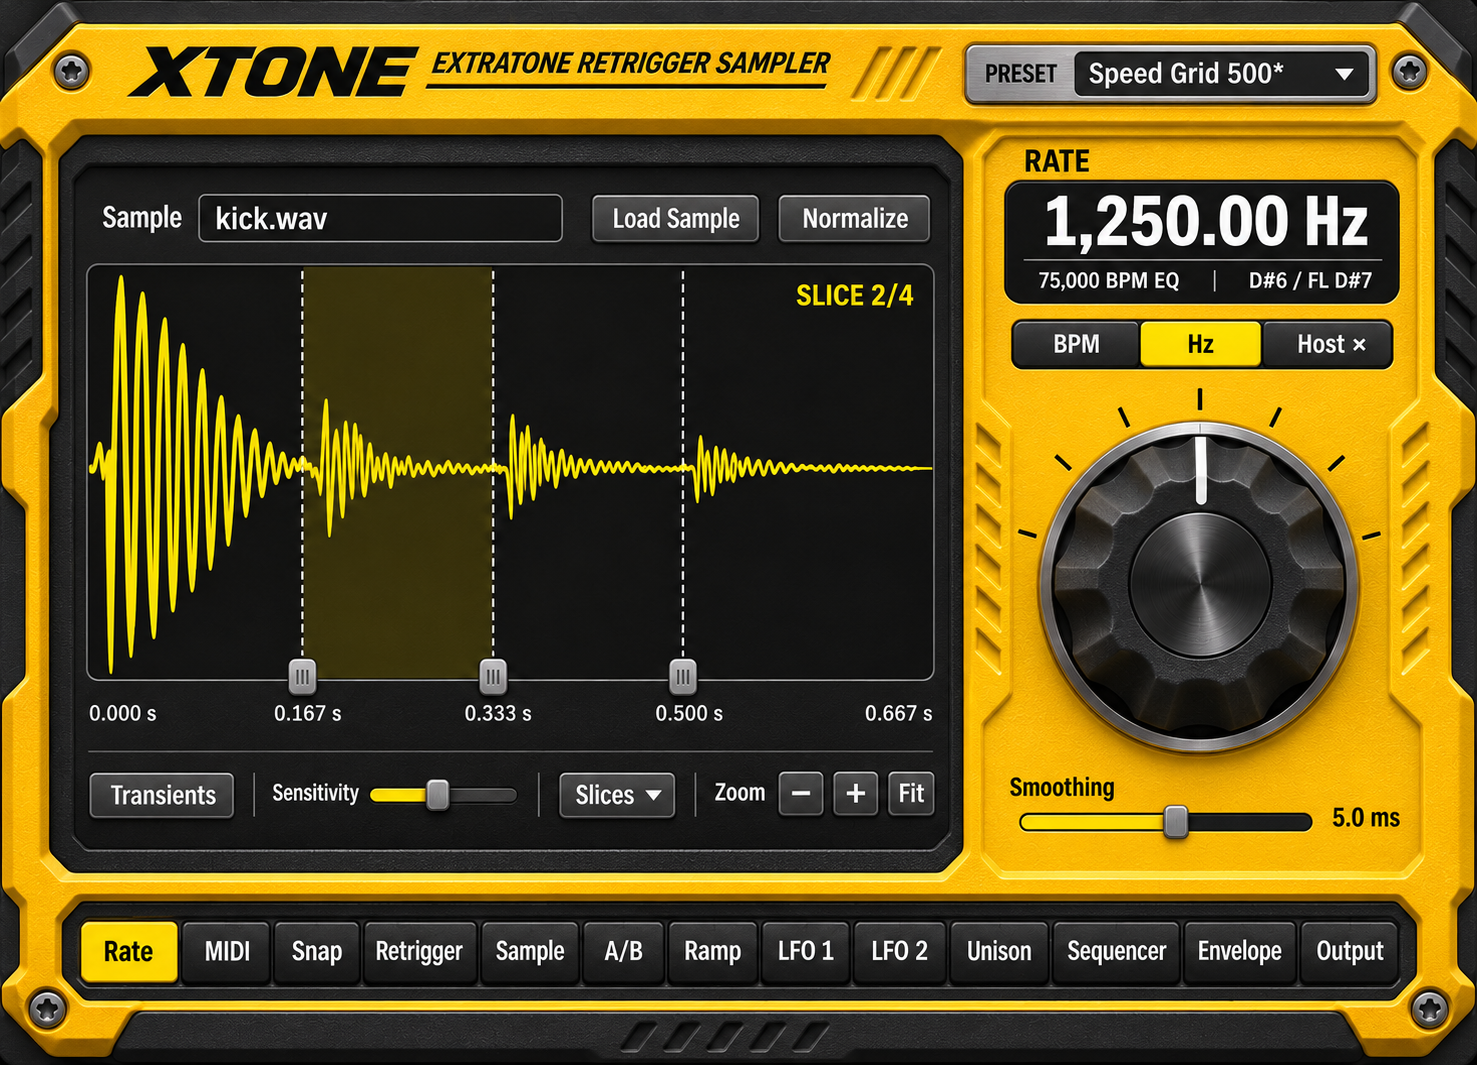 XTONE EXTRATONE RETRIGGER SAMPLER
PRESET Speed Grid 500*
Sample kick.wav Load Sample Normalize
SLICE 2/4
0.000 s 0.167 s 0.333 s 0.500 s 0.667 s
Transients Sensitivity Slices Zoom − + Fit
RATE
1,250.00 Hz
75,000 BPM EQ | D#6 / FL D#7
BPM Hz Host ×
Smoothing 5.0 ms
Rate MIDI Snap Retrigger Sample A/B Ramp LFO 1 LFO 2 Unison Sequencer Envelope Output